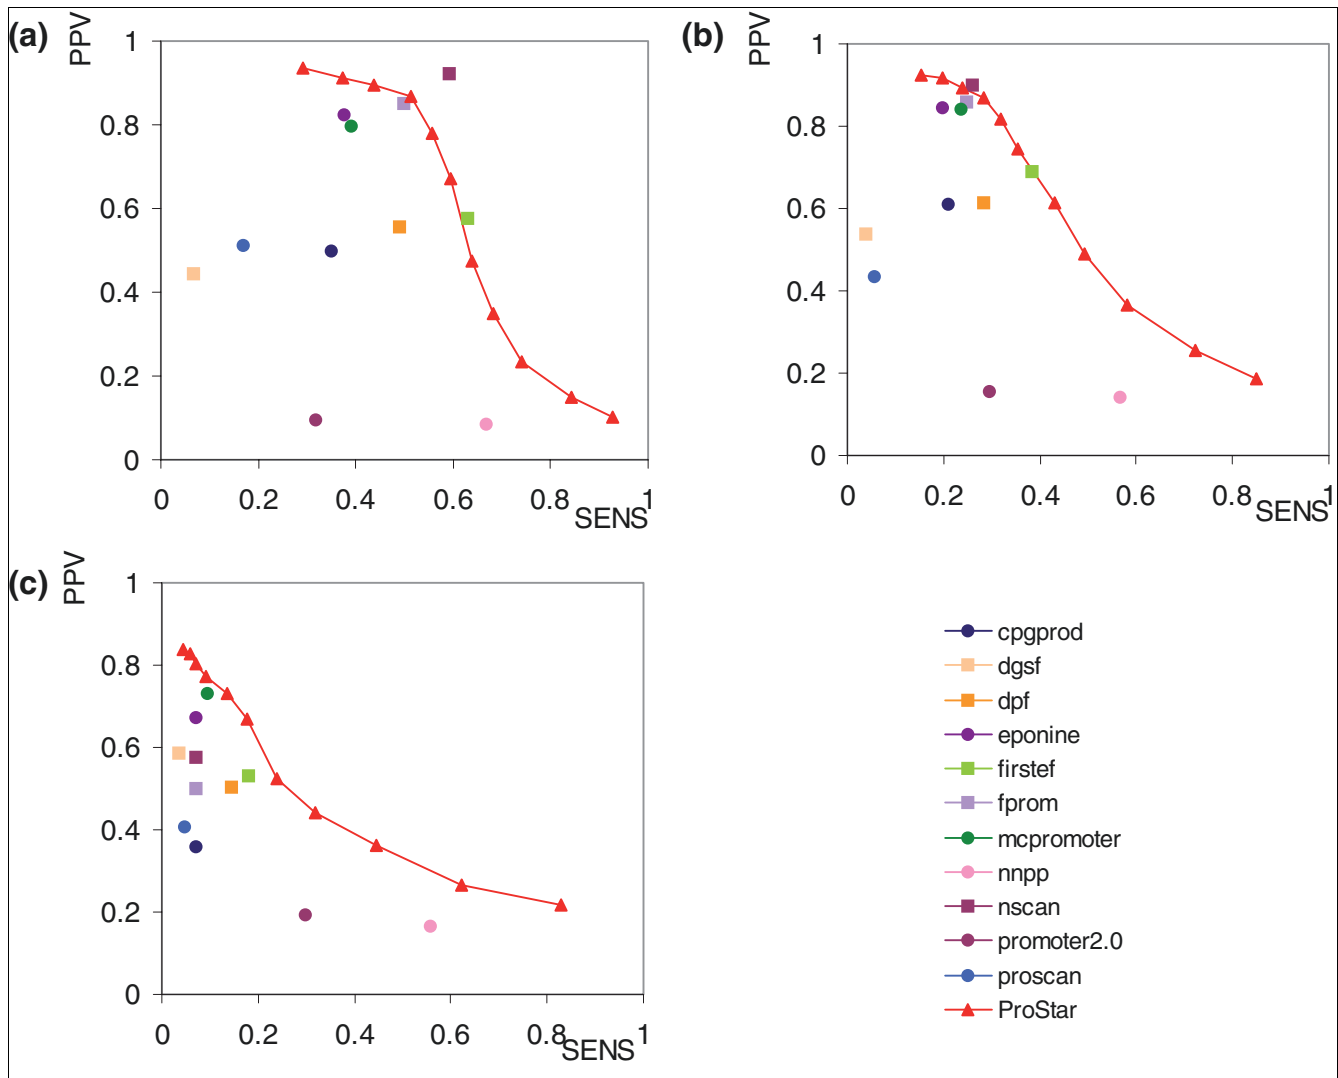 (a)
PPV
1
0.8
0.6
0.4
0.2
0
0 0.2 0.4 0.6 0.8 1
SENS
(b)
PPV
1
0.8
0.6
0.4
0.2
0
0 0.2 0.4 0.6 0.8 1
SENS
(c)
PPV
1
0.8
0.6
0.4
0.2
0
0 0.2 0.4 0.6 0.8 1
SENS
cpgprod
dgsf
dpf
eponine
firstef
fprom
mcpromoter
nnpp
nscan
promoter2.0
proscan
ProStar